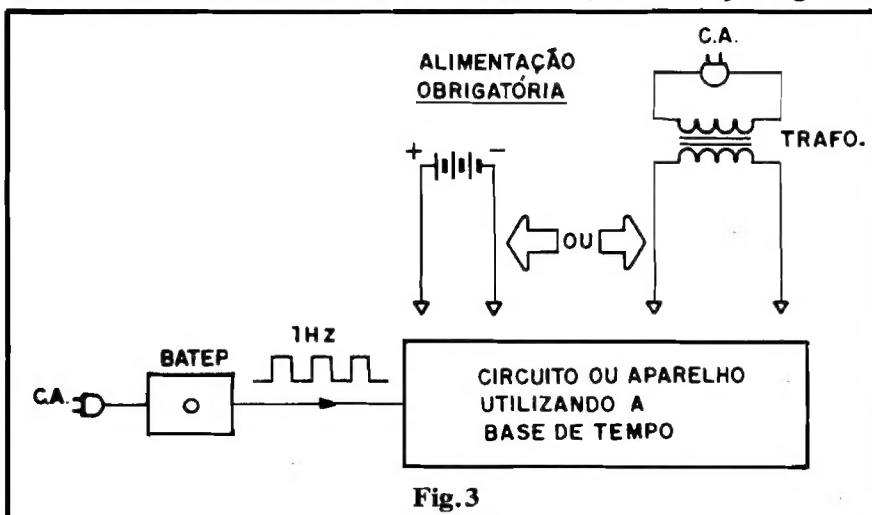 C.A.
ALIMENTAÇÃO
OBRIGATÓRIA
TRAFO.
+ −
OU
1Hz
BATEP
C.A.
CIRCUITO OU APARELHO
UTILIZANDO A
BASE DE TEMPO
Fig.3